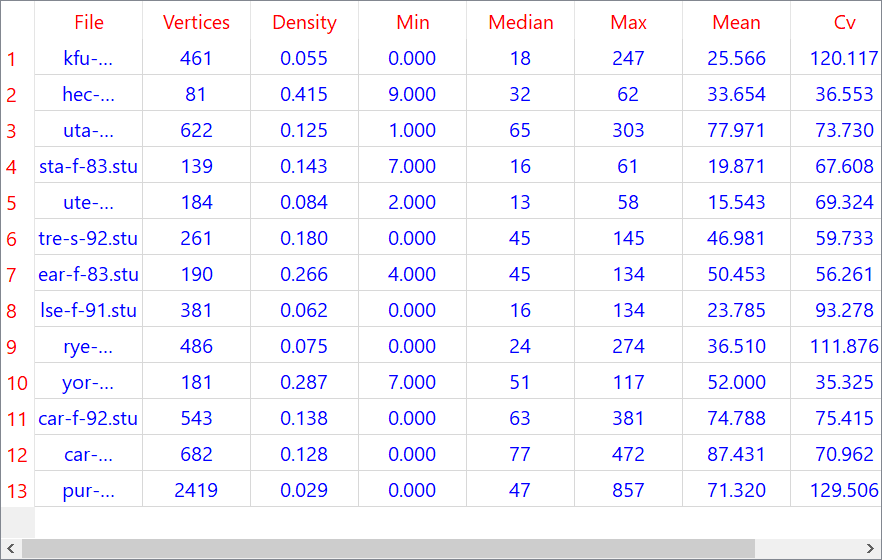 File Vertices Density Min Median Max Mean Cv
1 kfu-... 461 0.055 0.000 18 247 25.566 120.117
2 hec-... 81 0.415 9.000 32 62 33.654 36.553
3 uta-... 622 0.125 1.000 65 303 77.971 73.730
4 sta-f-83.stu 139 0.143 7.000 16 61 19.871 67.608
5 ute-... 184 0.084 2.000 13 58 15.543 69.324
6 tre-s-92.stu 261 0.180 0.000 45 145 46.981 59.733
7 ear-f-83.stu 190 0.266 4.000 45 134 50.453 56.261
8 lse-f-91.stu 381 0.062 0.000 16 134 23.785 93.278
9 rye-... 486 0.075 0.000 24 274 36.510 111.876
10 yor-... 181 0.287 7.000 51 117 52.000 35.325
11 car-f-92.stu 543 0.138 0.000 63 381 74.788 75.415
12 car-... 682 0.128 0.000 77 472 87.431 70.962
13 pur-... 2419 0.029 0.000 47 857 71.320 129.506